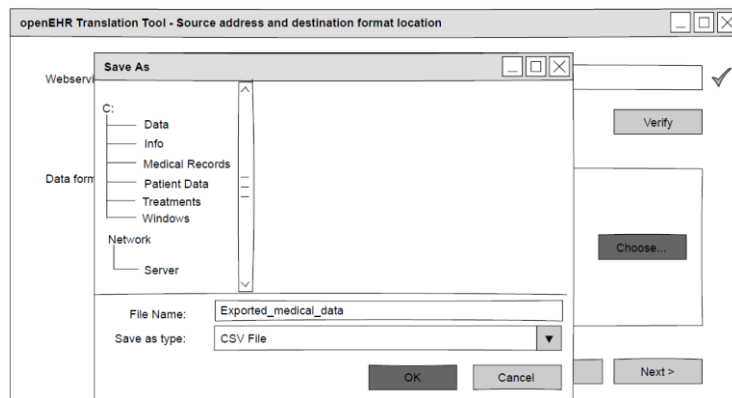 openEHR Translation Tool - Source address and destination format location
Save As
Webservi
Verify
C:
Data
Info
Medical Records
Data form
Patient Data
Treatments
Windows
Network
Server
Choose...
File Name: Exported_medical_data
Save as type: CSV File
OK Cancel Next >